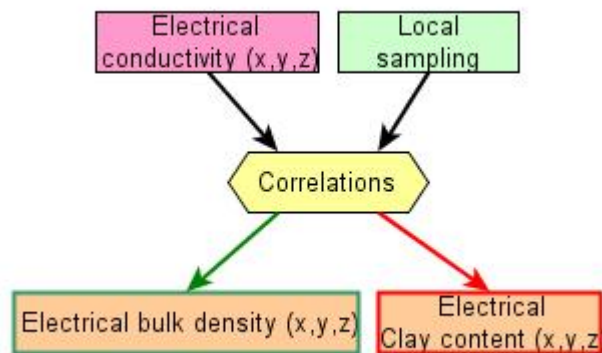 Electrical
conductivity (x,y,z)
Local
sampling
Correlations
Electrical bulk density (x,y,z)
Electrical
Clay content (x,y,z